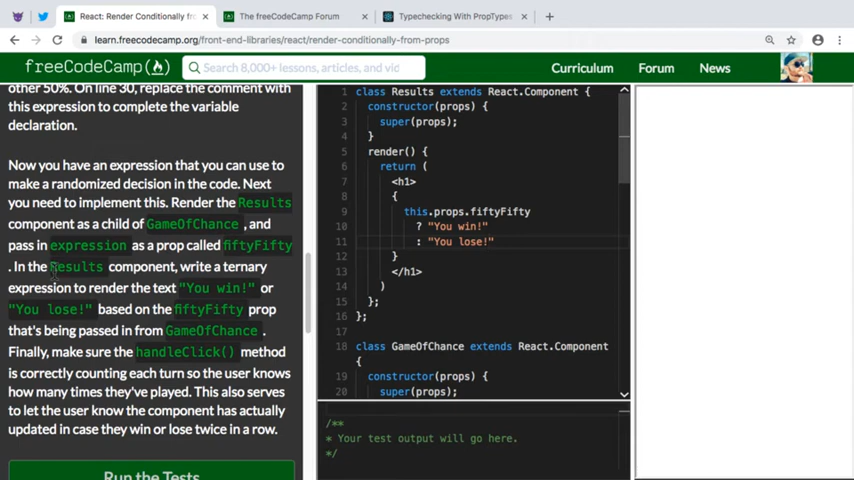 React: Render Conditionally fr
The freeCodeCamp Forum
Typechecking With PropTypes
learn.freecodecamp.org/front-end-libraries/react/render-conditionally-from-props
freeCodeCamp
Search 8,000+ lessons, articles, and vid
Curriculum
Forum
News
other 50%. On line 30, replace the comment with
this expression to complete the variable
declaration.
Now you have an expression that you can use to
make a randomized decision in the code. Next
you need to implement this. Render the Results
component as a child of GameOfChance , and
pass in expression as a prop called fiftyFifty
. In the Results component, write a ternary
expression to render the text "You win!" or
"You lose!" based on the fiftyFifty prop
that's being passed in from GameOfChance .
Finally, make sure the handleClick() method
is correctly counting each turn so the user knows
how many times they've played. This also serves
to let the user know the component has actually
updated in case they win or lose twice in a row.
Run the Tests
1 class Results extends React.Component {
2 constructor(props) {
3 super(props);
4 }
5 render() {
6 return (
7 <h1>
8 {
9 this.props.fiftyFifty
10 ? "You win!"
11 : "You lose!"
12 }
13 </h1>
14 )
15 };
16 };
17
18 class GameOfChance extends React.Component
{
19 constructor(props) {
20 super(props);
/**
* Your test output will go here.
*/